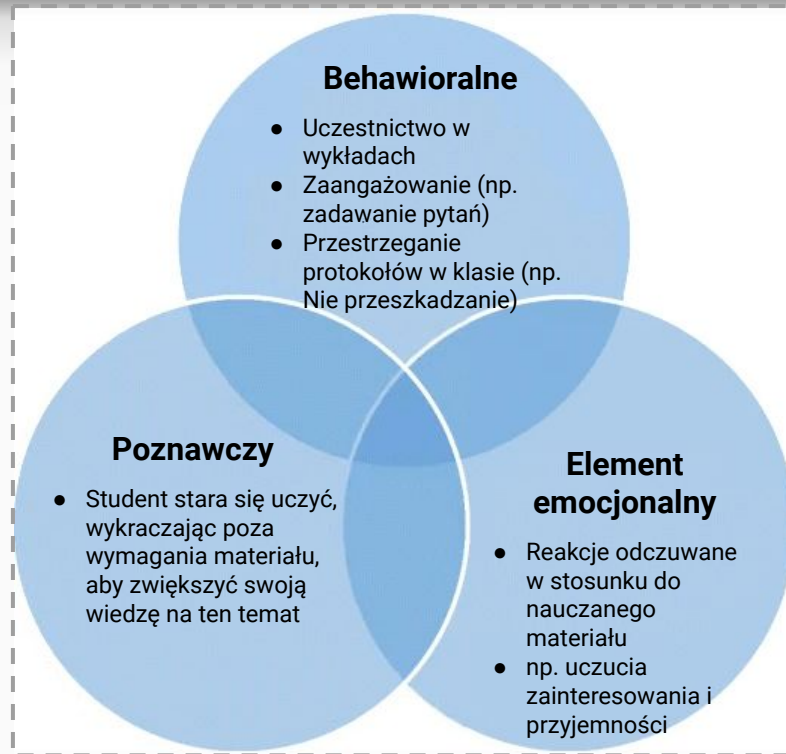 Behawioralne
● Uczestnictwo w
wykładach
● Zaangażowanie (np.
zadawanie pytań)
● Przestrzeganie
protokołów w klasie (np.
Nie przeszkadzanie)
Poznawczy
● Student stara się uczyć,
wykraczając poza
wymagania materiału,
aby zwiększyć swoją
wiedzę na ten temat
Element
emocjonalny
● Reakcje odczuwane
w stosunku do
nauczanego
materiału
● np. uczucia
zainteresowania i
przyjemności